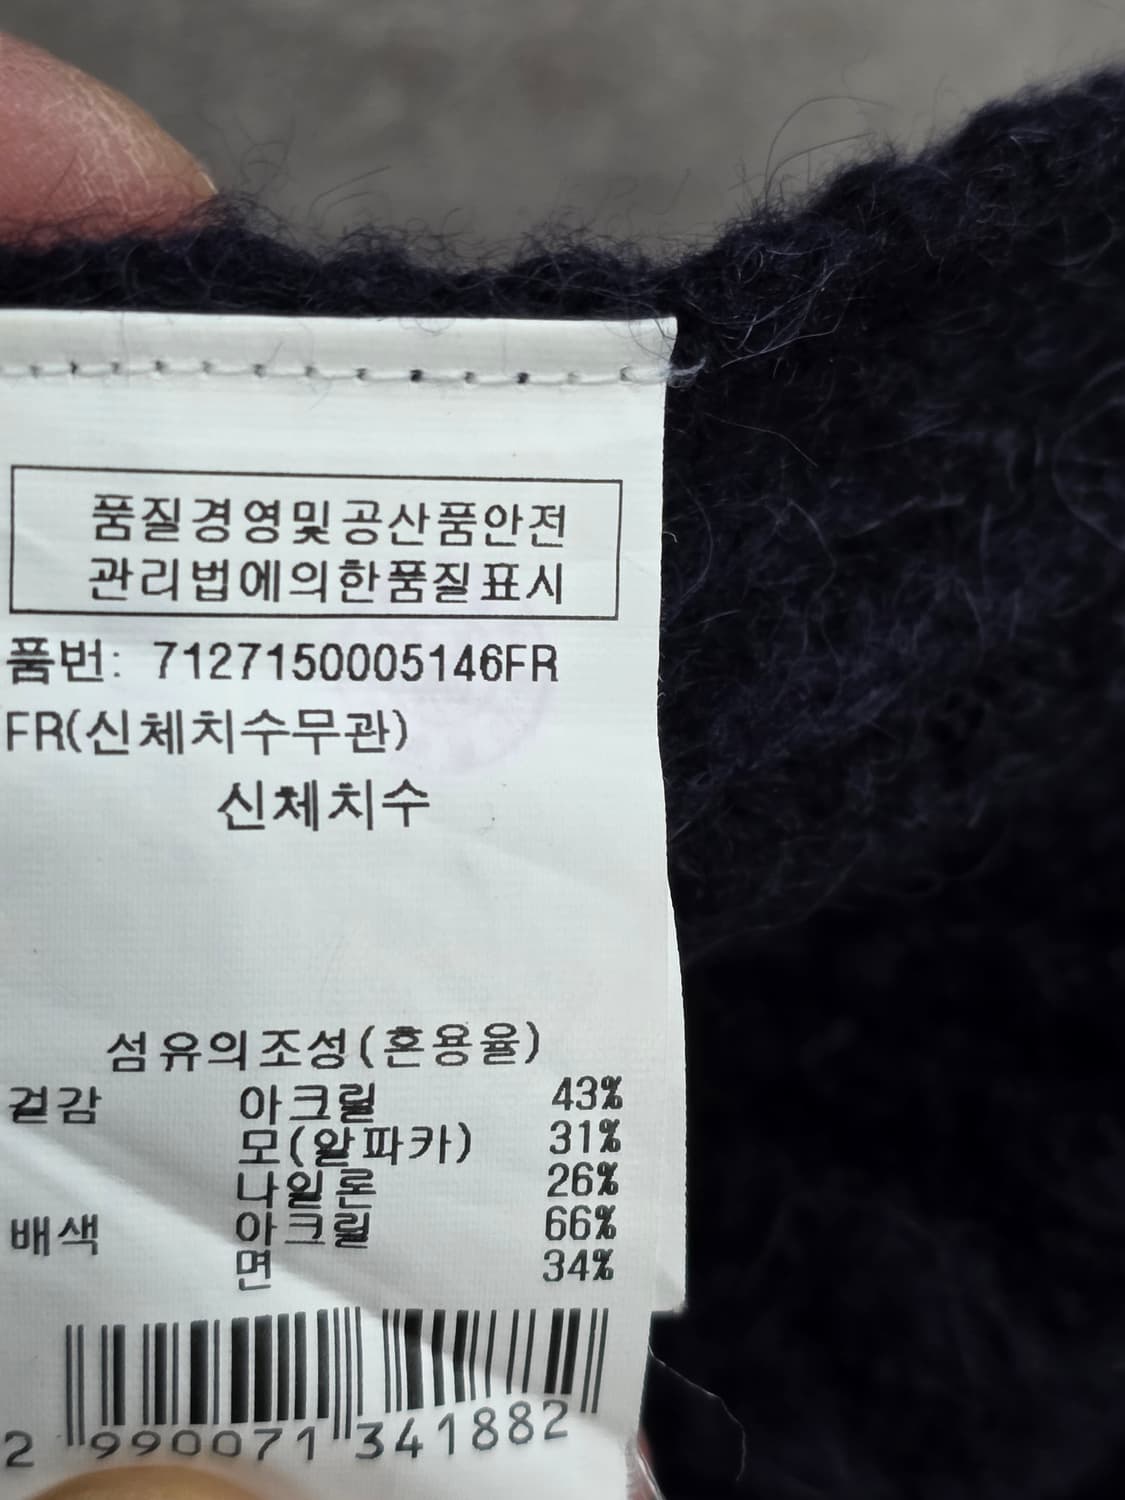 품질경영및공산품안전
관리법에의한품질표시
품번: 7127150005146FR
FR(신체치수무관)
신체치수
섬유의조성(혼용율)
겉감 아크릴 43%
모(알파카) 31%
나일론 26%
배색 아크릴 66%
면 34%
2 990071 341882